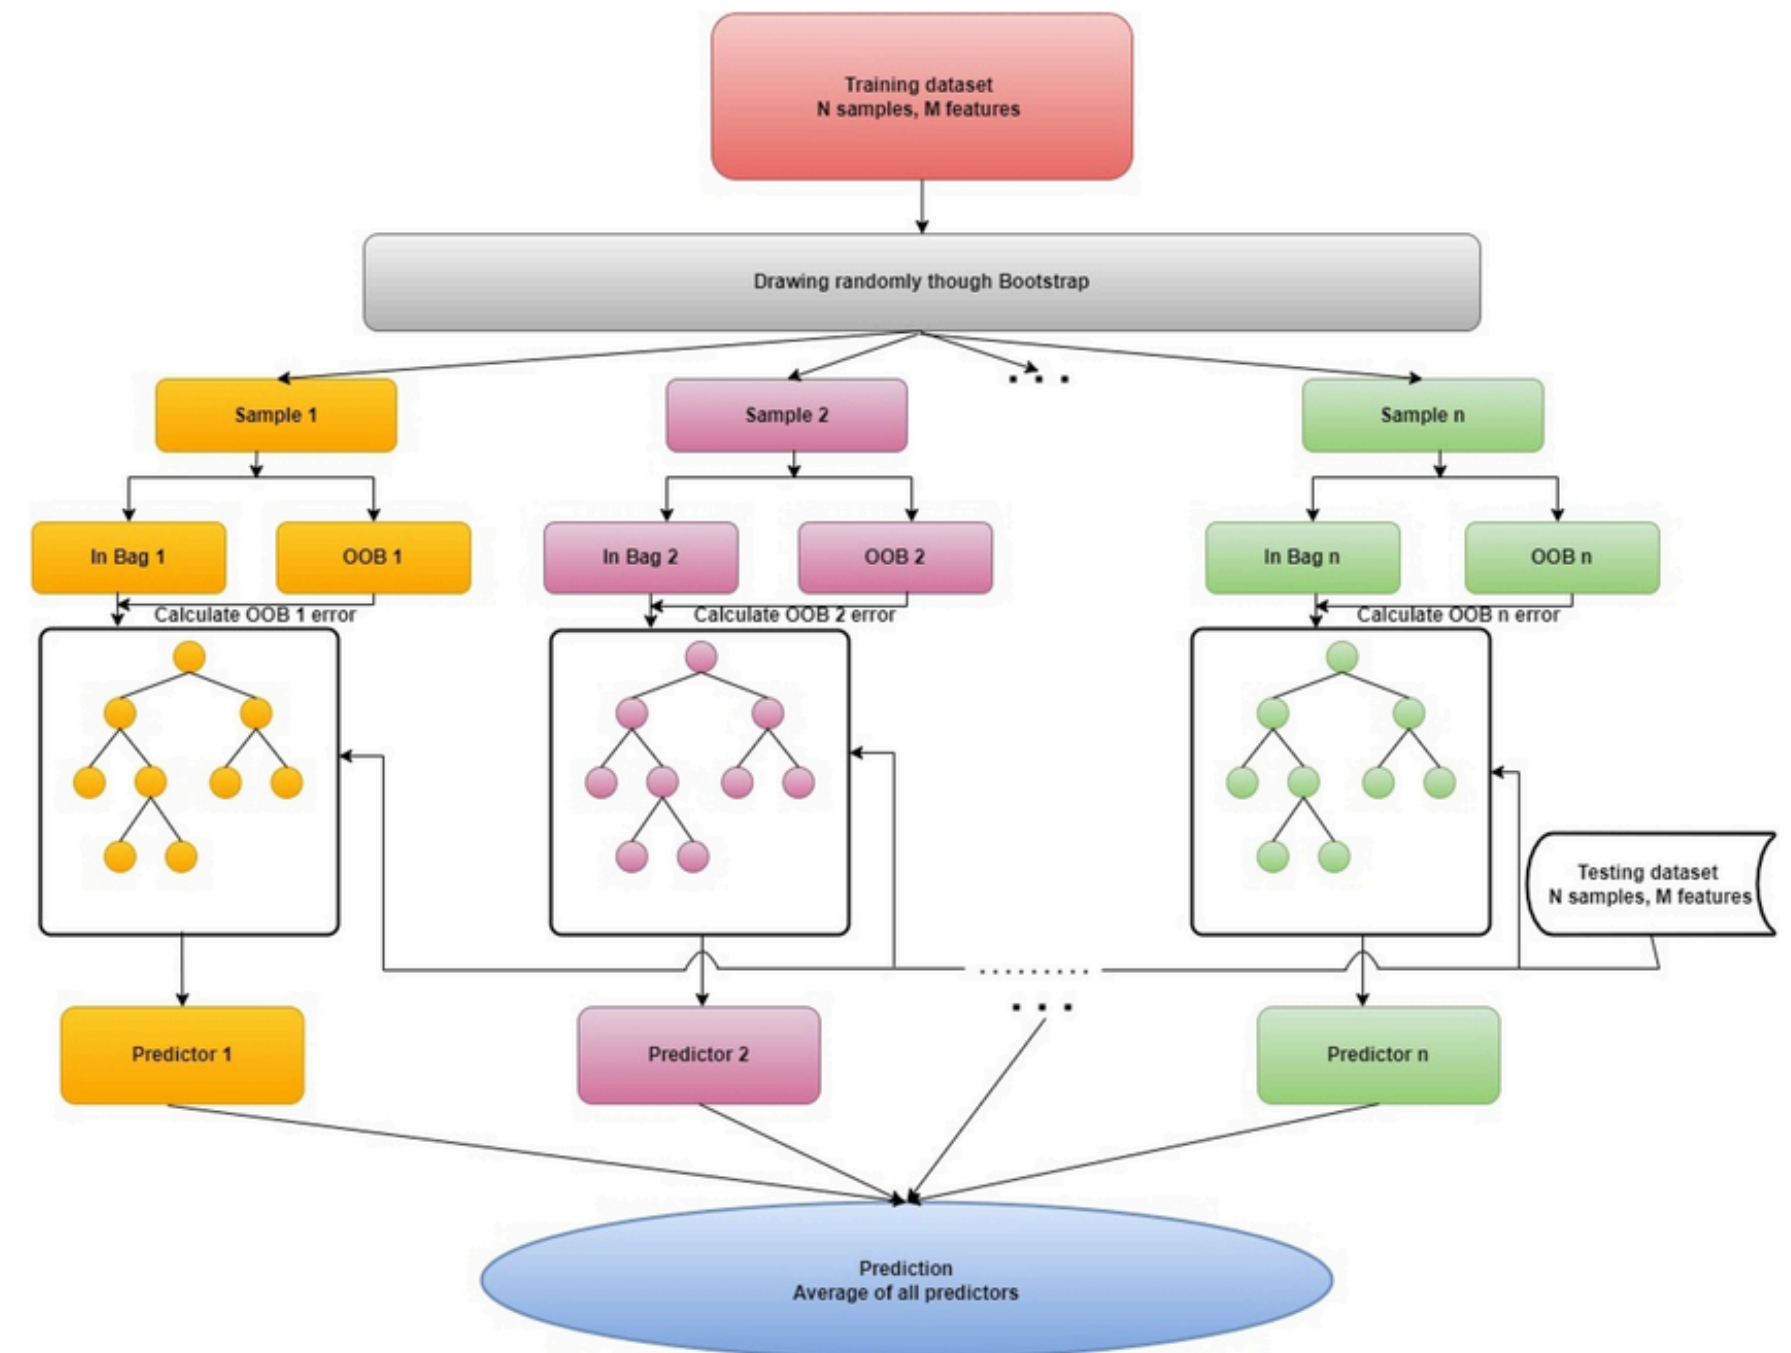 Training dataset
N samples, M features
Drawing randomly though Bootstrap
Sample 1
Sample 2
Sample n
In Bag 1
OOB 1
In Bag 2
OOB 2
In Bag n
OOB n
Calculate OOB 1 error
Calculate OOB 2 error
Calculate OOB n error
Testing dataset
N samples, M features
Predictor 1
Predictor 2
Predictor n
Prediction
Average of all predictors